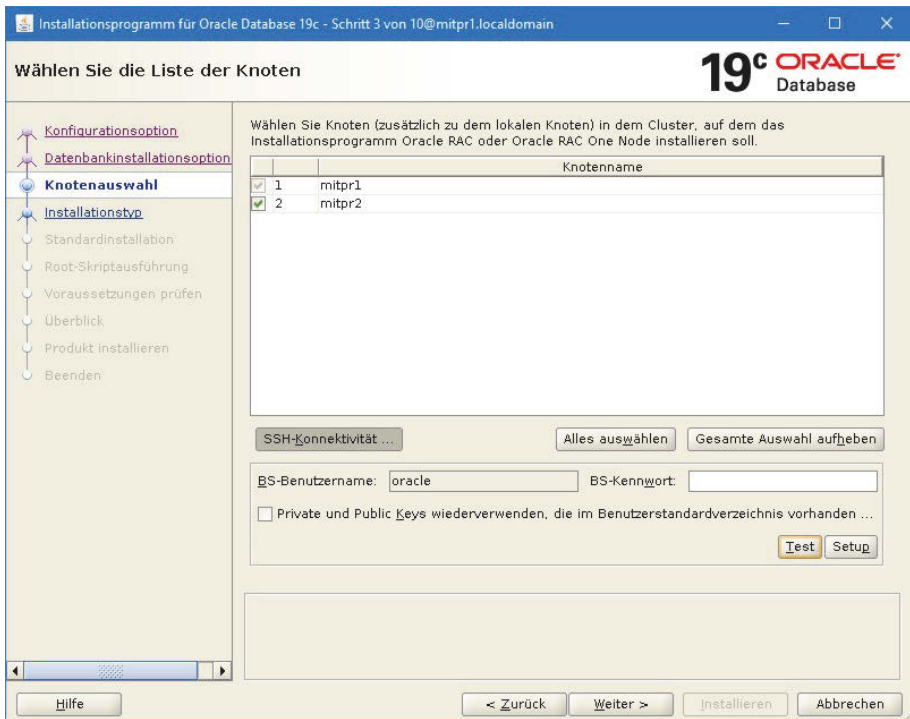 Installationsprogramm für Oracle Database 19c - Schritt 3 von 10@mitpr1.localdomain
Wählen Sie die Liste der Knoten
19c ORACLE
Database
Konfigurationsoption
Datenbankinstallationsoption
Knotenauswahl
Installationstyp
Standardinstallation
Root-Skriptausführung
Voraussetzungen prüfen
Überblick
Produkt installieren
Beenden
Wählen Sie Knoten (zusätzlich zu dem lokalen Knoten) in dem Cluster, auf dem das
Installationsprogramm Oracle RAC oder Oracle RAC One Node installieren soll.
Knotenname
1 mitpr1
2 mitpr2
SSH-Konnektivität ... Alles auswählen Gesamte Auswahl aufheben
BS-Benutzername: oracle BS-Kennwort:
Private und Public Keys wiederverwenden, die im Benutzerstandardverzeichnis vorhanden ...
Test Setup
Hilfe < Zurück Weiter > Installieren Abbrechen